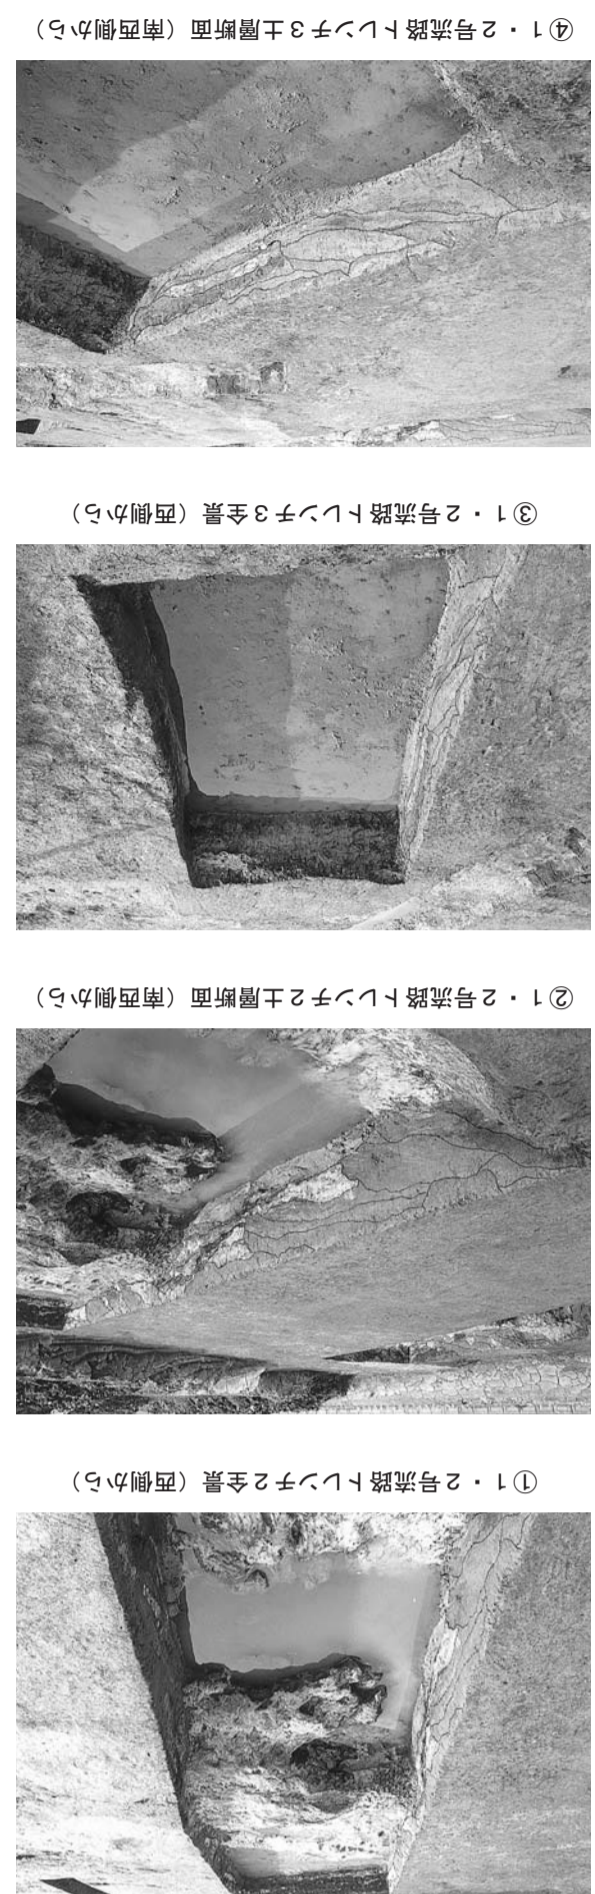 ①１・２号流路トレンチ２全景（西側から）
②１・２号流路トレンチ２土層断面（南西側から）
③１・２号流路トレンチ３全景（西側から）
④１・２号流路トレンチ３土層断面（南西側から）